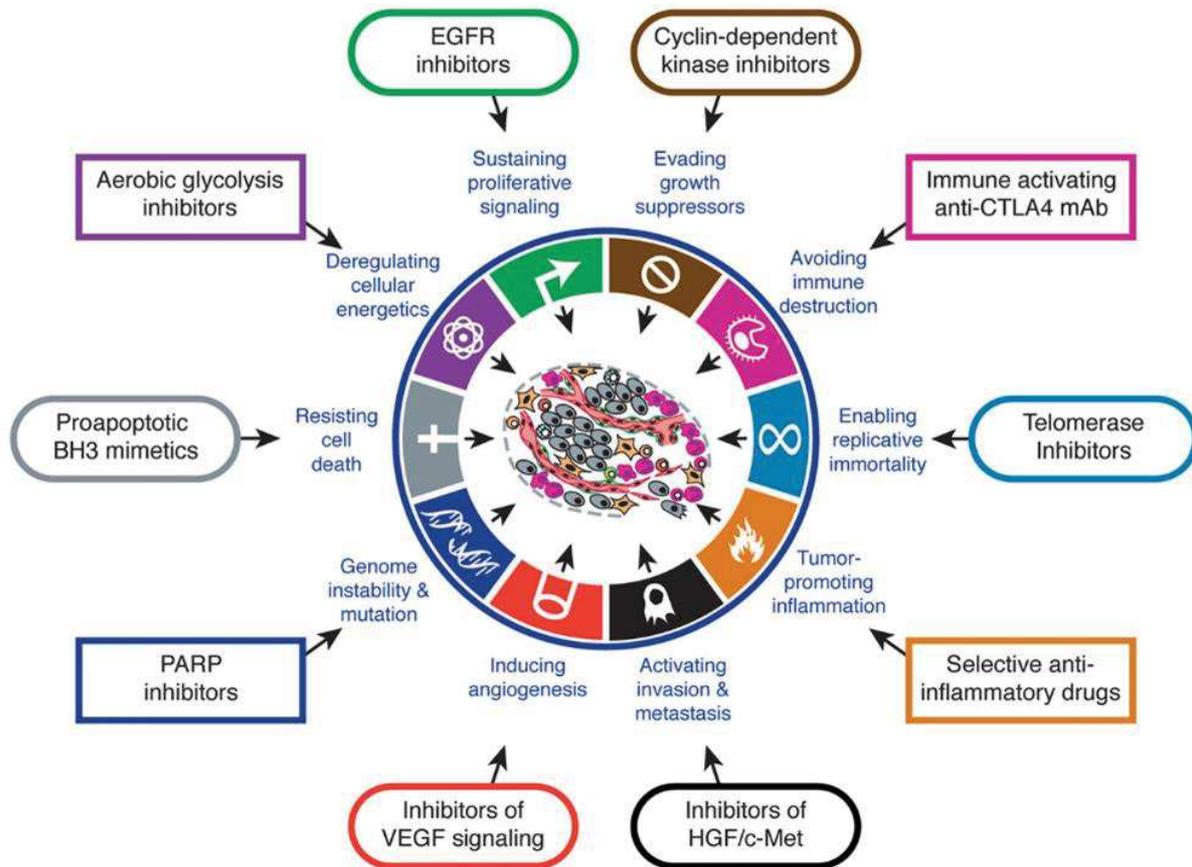 EGFR
inhibitors
Cyclin-dependent
kinase inhibitors
Sustaining
proliferative
signaling
Evading
growth
suppressors
Aerobic glycolysis
inhibitors
Immune activating
anti-CTLA4 mAb
Deregulating
cellular
energetics
Avoiding
immune
destruction
Proapoptotic
BH3 mimetics
Resisting
cell
death
Enabling
replicative
immortality
Telomerase
Inhibitors
Genome
instability &
mutation
Tumor-
promoting
inflammation
PARP
inhibitors
Inducing
angiogenesis
Activating
invasion &
metastasis
Selective anti-
inflammatory drugs
Inhibitors of
VEGF signaling
Inhibitors of
HGF/c-Met